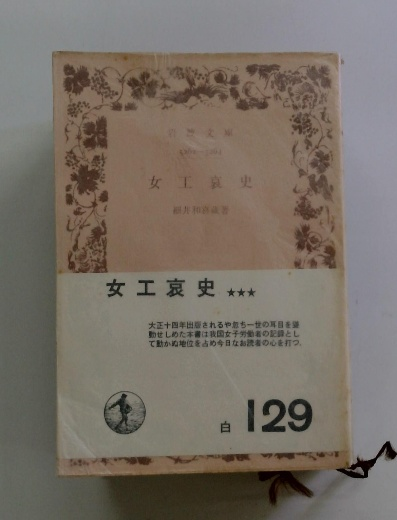 岩波文庫
女工哀史
細井和喜蔵著
女工哀史 ★★★
大正十四年出版されるや忽ち一世の耳目を聳
動せしめた本書は我国女子労働者の記録とし
て動かぬ地位を占め今日なお読者の心を打つ.
白 129